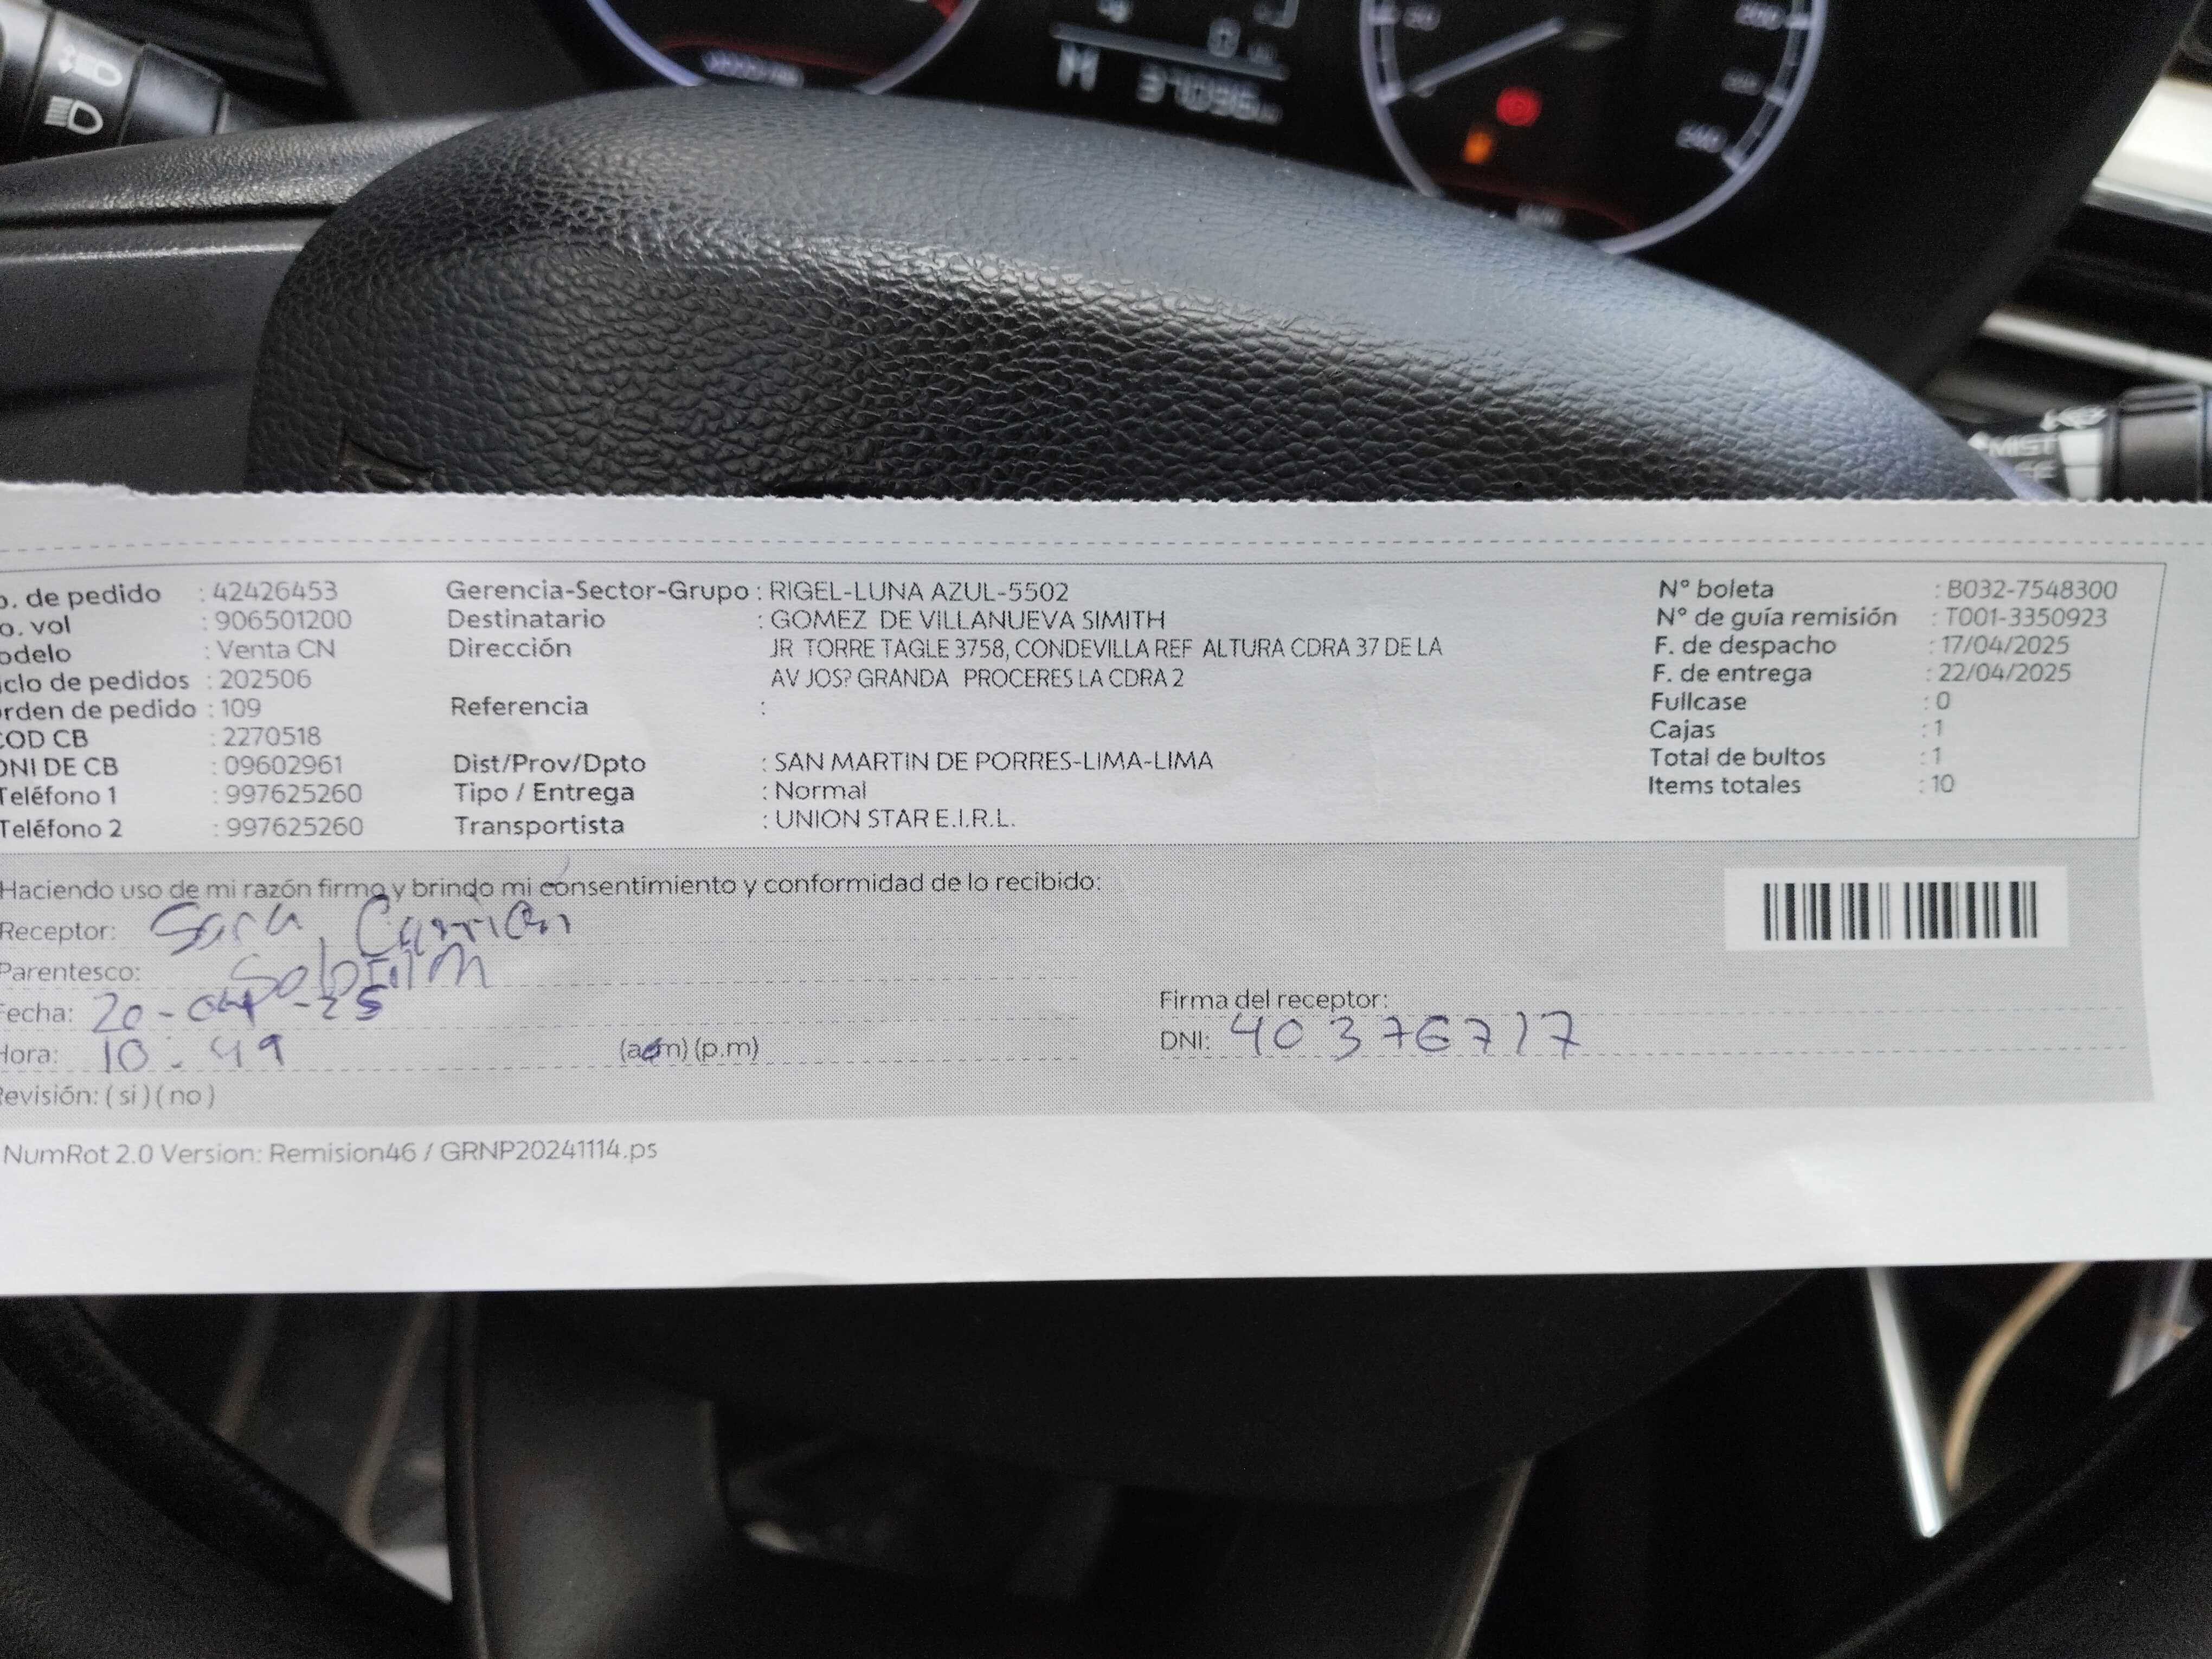 M 37096
MIST
o. de pedido : 42426453
o. vol : 906501200
odelo : Venta CN
iclo de pedidos : 202506
rden de pedido : 109
COD CB : 2270518
DNI DE CB : 09602961
Teléfono 1 : 997625260
Teléfono 2 : 997625260
Gerencia-Sector-Grupo : RIGEL-LUNA AZUL-5502
Destinatario : GOMEZ DE VILLANUEVA SIMITH
Dirección JR TORRE TAGLE 3758, CONDEVILLA REF ALTURA CDRA 37 DE LA
AV JOS? GRANDA PROCERES LA CDRA 2
Referencia :
Dist/Prov/Dpto : SAN MARTIN DE PORRES-LIMA-LIMA
Tipo / Entrega : Normal
Transportista : UNION STAR E.I.R.L.
N° boleta : B032-7548300
N° de guía remisión : T001-3350923
F. de despacho : 17/04/2025
F. de entrega : 22/04/2025
Fullcase : 0
Cajas : 1
Total de bultos : 1
Items totales : 10
Haciendo uso de mi razón firmo y brindo mi consentimiento y conformidad de lo recibido:
Receptor: Sara Carrion
Parentesco:
Fecha: 20-04-25
Hora: 10:49 (a.m) (p.m)
Revisión: ( si ) ( no )
Firma del receptor:
DNI: 40376717
NumRot 2.0 Version: Remision46 / GRNP20241114.ps